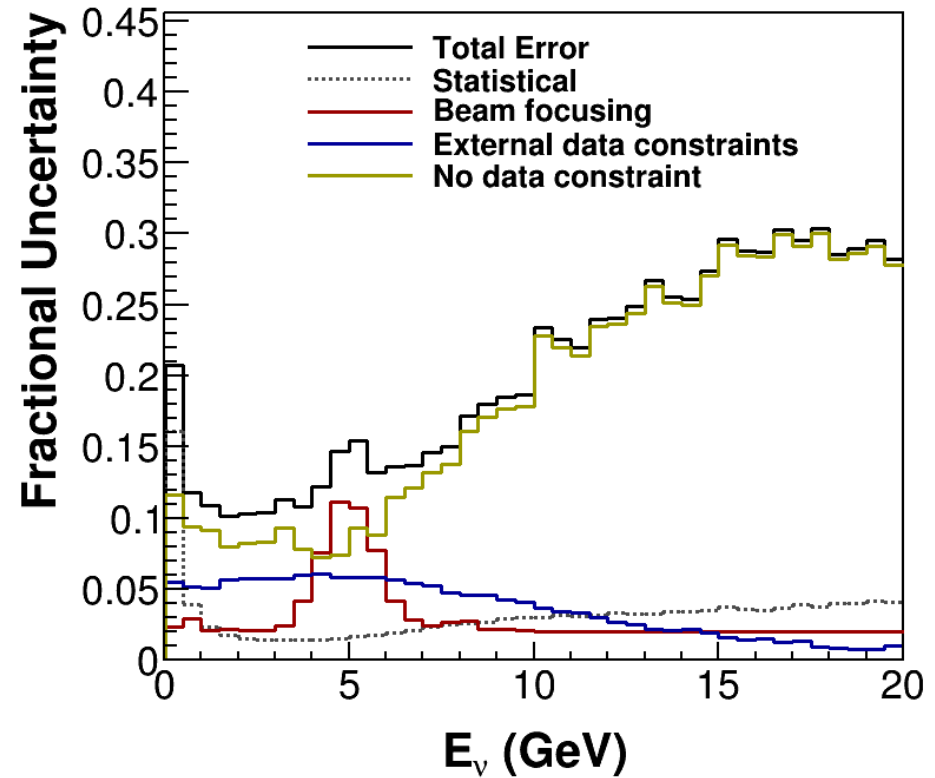 Fractional Uncertainty
0.45
0.4
0.35
0.3
0.25
0.2
0.15
0.1
0.05
0
Total Error
Statistical
Beam focusing
External data constraints
No data constraint
0 5 10 15 20
Eν (GeV)